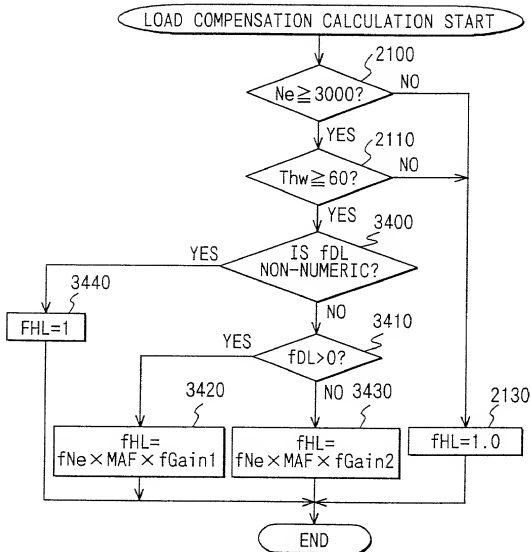 LOAD COMPENSATION CALCULATION START
2100
Ne≧3000?
NO
YES
2110
Thw≧60?
NO
YES
3400
IS fDL
NON-NUMERIC?
YES
NO
3440
FHL=1
3410
fDL>0?
YES
NO
3420
fHL=
fNe×MAF×fGain1
3430
fHL=
fNe×MAF×fGain2
2130
fHL=1.0
END